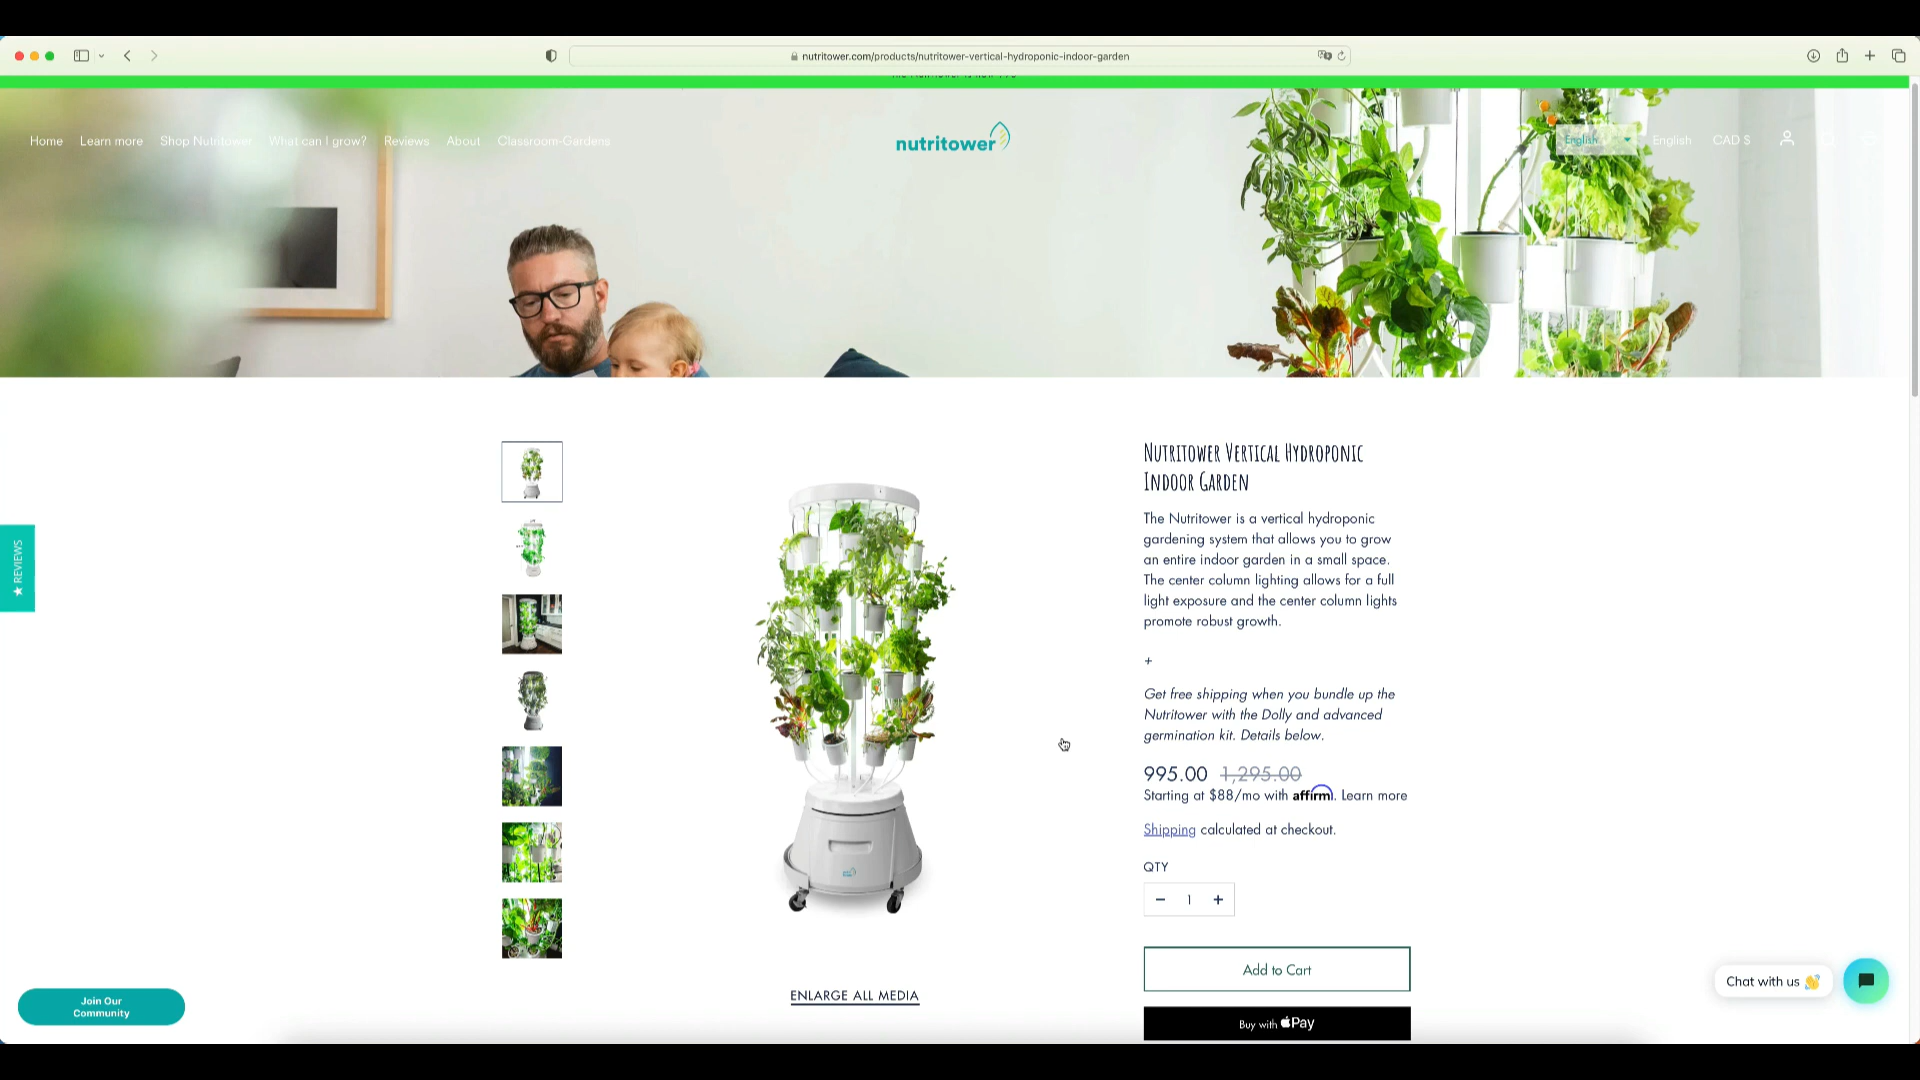 nutritower.com/products/nutritower-vertical-hydroponic-indoor-garden
Home Learn more Shop Nutritower What can I grow? Reviews About Classroom-Gardens
nutritower
English English CAD $
NUTRITOWER VERTICAL HYDROPONIC
INDOOR GARDEN
The Nutritower is a vertical hydroponic
gardening system that allows you to grow
an entire indoor garden in a small space.
The center column lighting allows for a full
light exposure and the center column lights
promote robust growth.
+
Get free shipping when you bundle up the
Nutritower with the Dolly and advanced
germination kit. Details below.
995.00 1,295.00
Starting at $88/mo with affirm. Learn more
Shipping calculated at checkout.
QTY
− 1 +
Add to Cart
Buy with Pay
ENLARGE ALL MEDIA
★ REVIEWS
Join Our
Community
Chat with us 👋